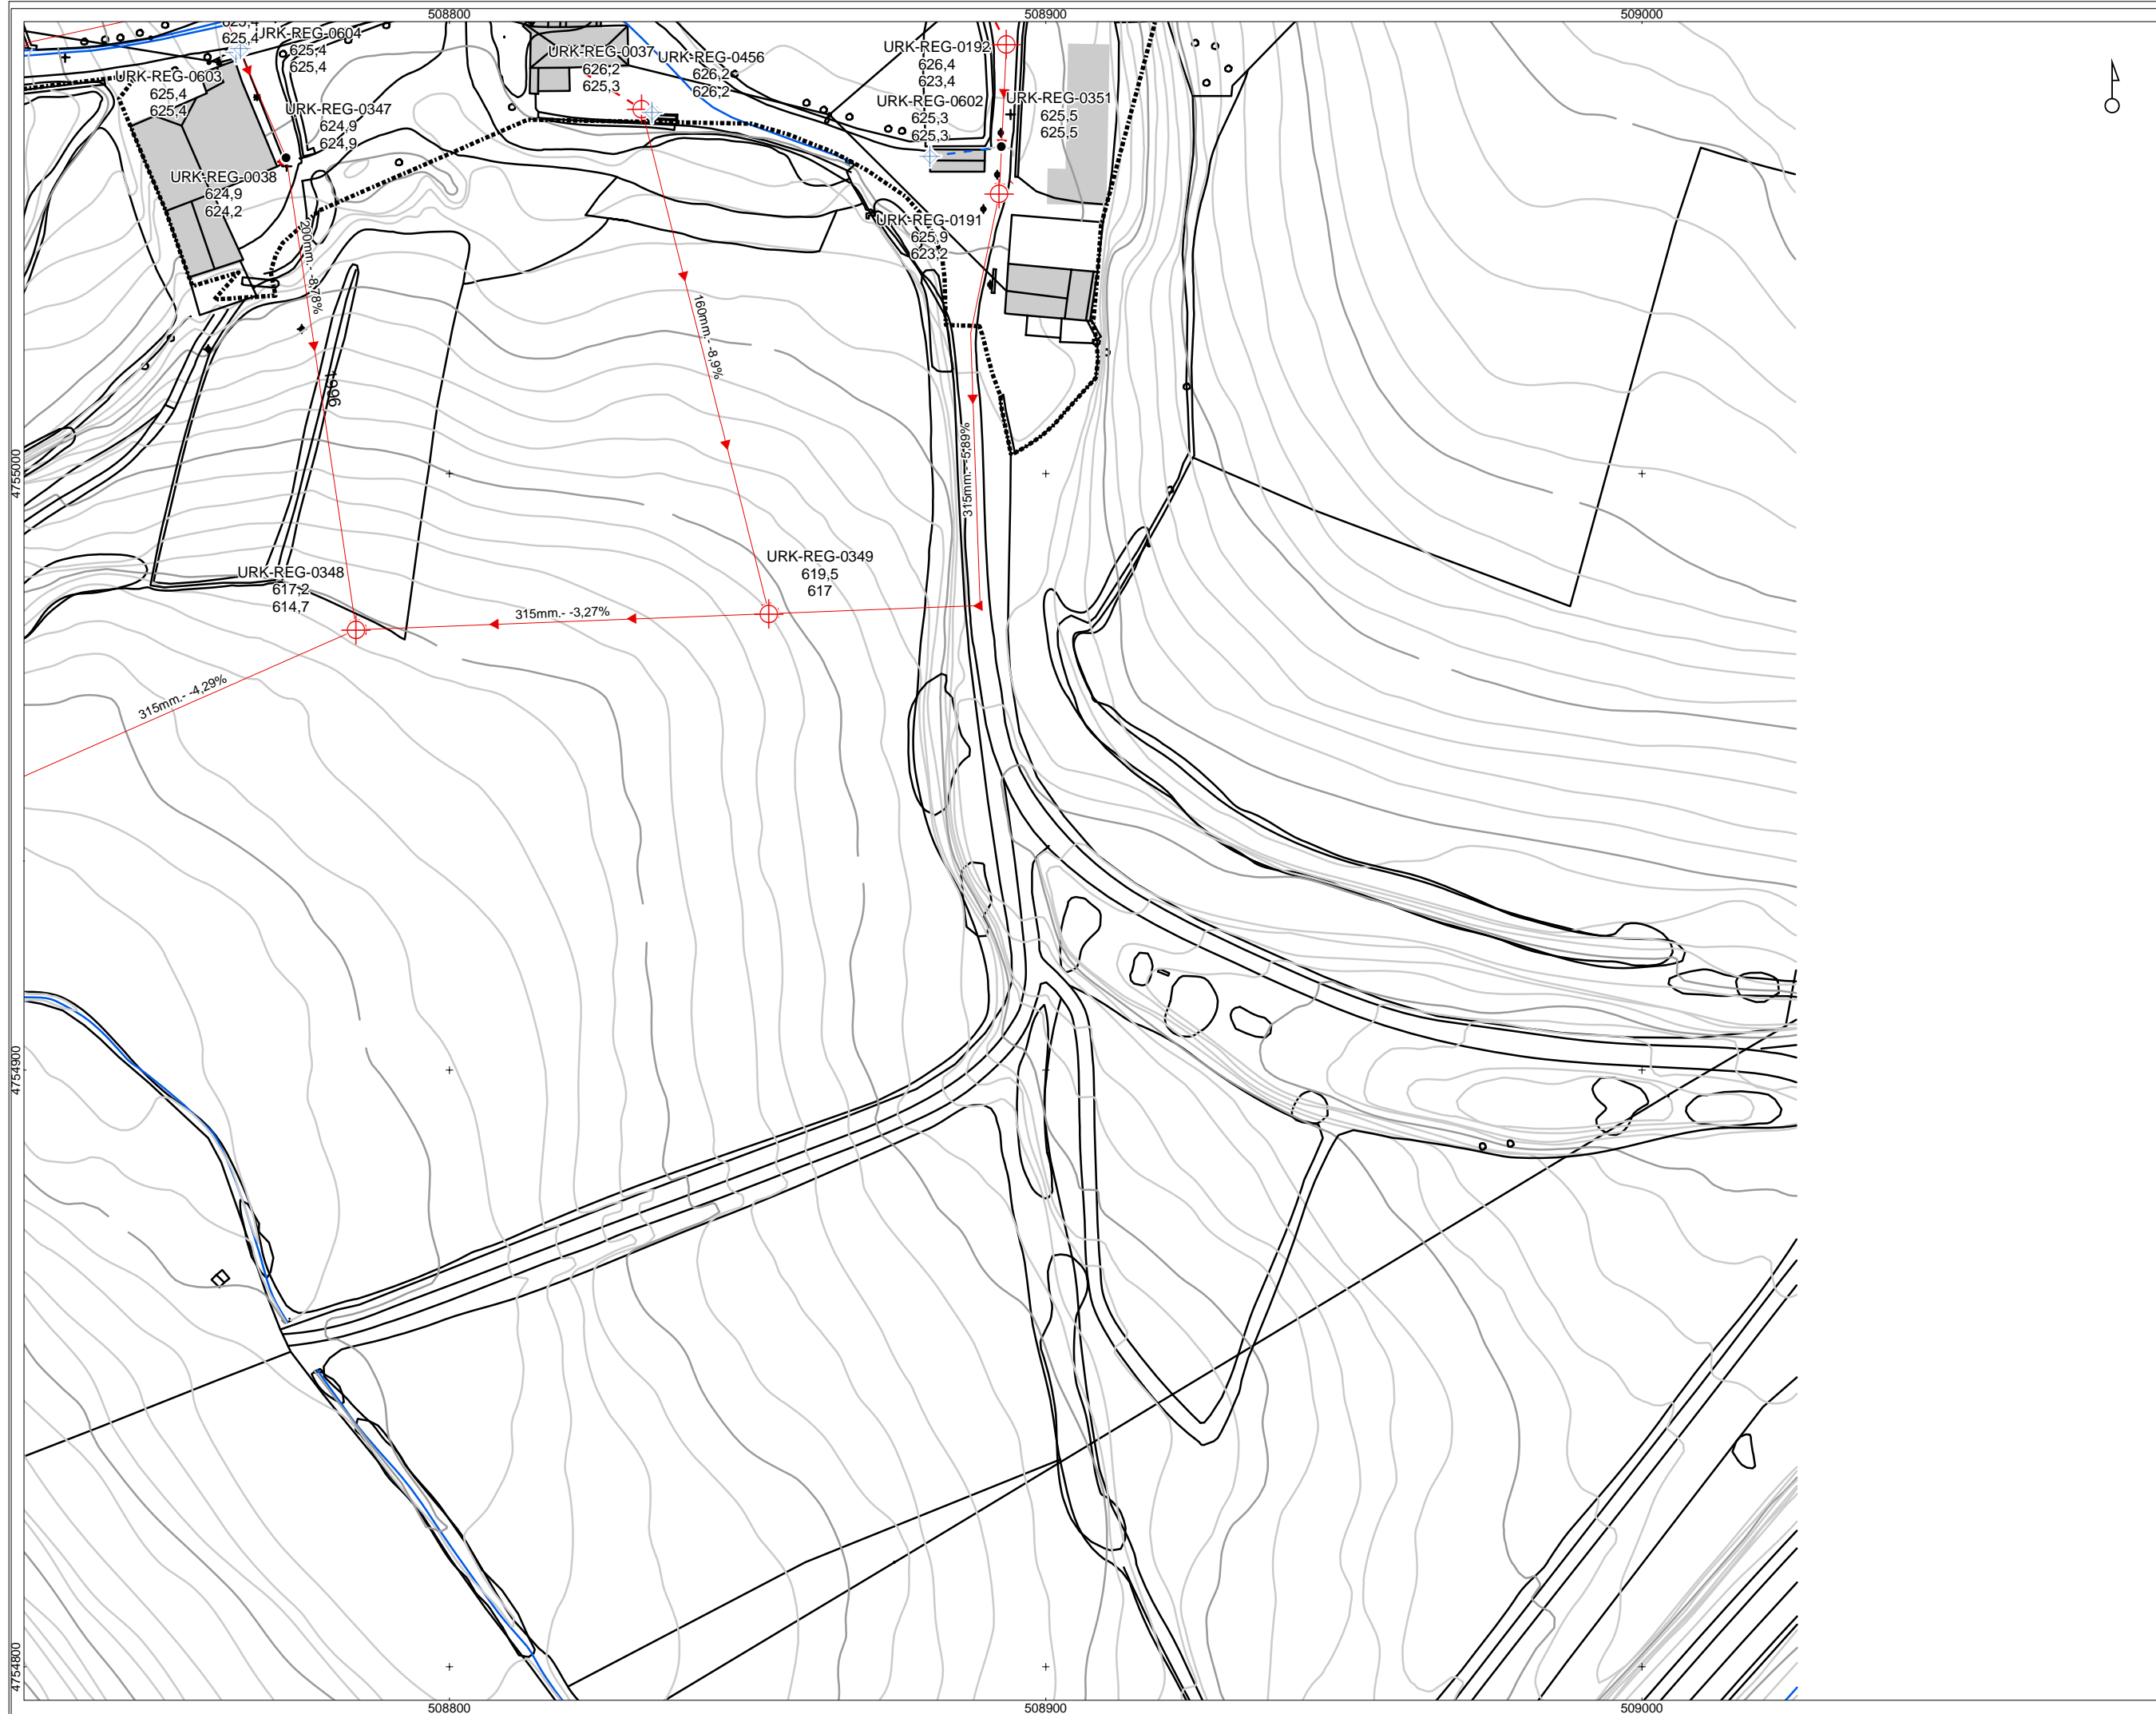 508800
508900
509000
625,4
625,4
URK-REG-0604
625,4
625,4
URK-REG-0603
625,4
625,4
URK-REG-0347
624,9
624,9
URK-REG-0038
624,9
624,2
URK-REG-0037
626,2
625,3
URK-REG-0456
626,2
626,2
URK-REG-0192
626,4
623,4
URK-REG-0602
625,3
625,3
URK-REG-0351
625,5
625,5
URK-REG-0191
625,9
623,2
200mm.- -8,78%
1966
160mm.- -8,9%
315mm.- -5,89%
4755000
URK-REG-0349
619,5
617
URK-REG-0348
617,2
614,7
315mm.- -3,27%
315mm.- -4,29%
4754900
4754800
508800
508900
509000